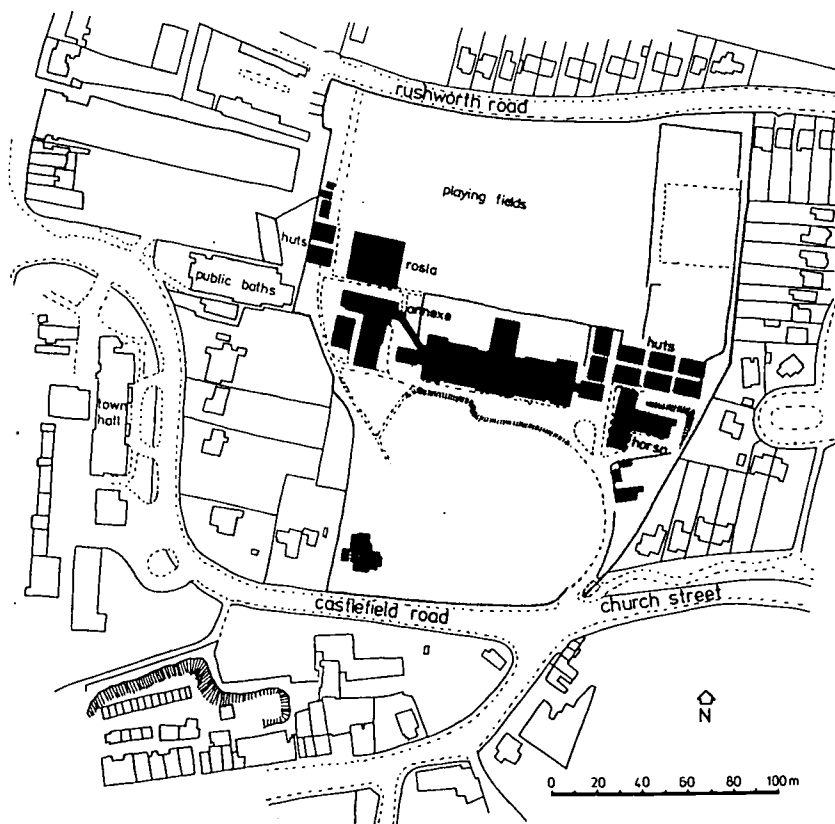 rushworth road
playing fields
huts
rosla
public baths
annexe
huts
town
hall
horsa
castlefield road
church street
N
0 20 40 60 80 100 m